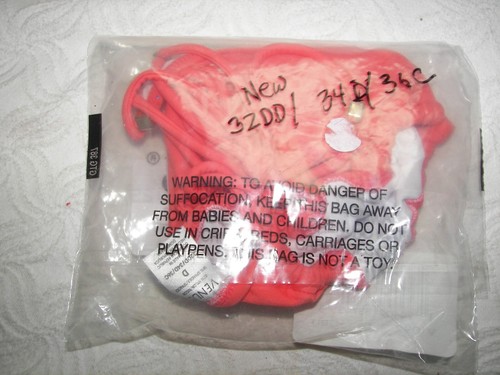 New
32DD/ 34D/36C
WARNING: TO AVOID DANGER OF
SUFFOCATION, KEEP THIS BAG AWAY
FROM BABIES AND CHILDREN. DO NOT
USE IN CRIBS, BEDS, CARRIAGES OR
PLAYPENS. THIS BAG IS NOT A TOY.
D
VENU